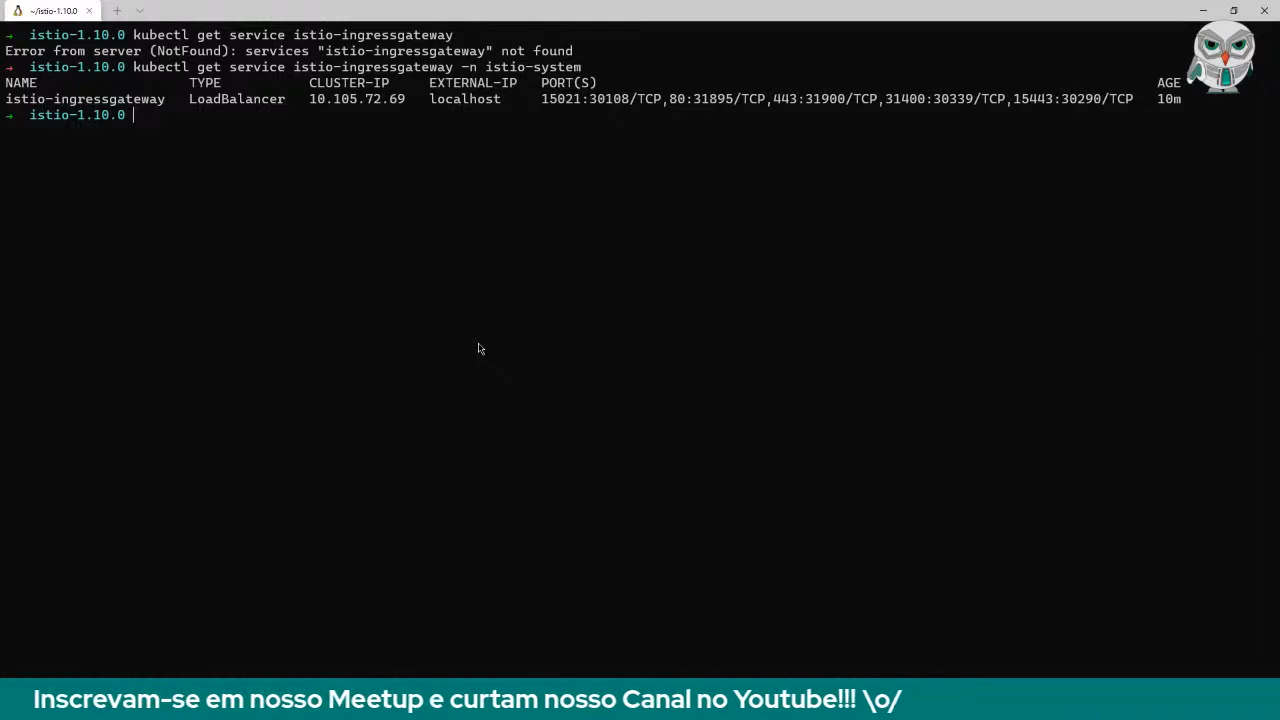 ~/istio-1.10.0
→ istio-1.10.0 kubectl get service istio-ingressgateway
Error from server (NotFound): services "istio-ingressgateway" not found
→ istio-1.10.0 kubectl get service istio-ingressgateway -n istio-system
NAME TYPE CLUSTER-IP EXTERNAL-IP PORT(S) AGE
istio-ingressgateway LoadBalancer 10.105.72.69 localhost 15021:30108/TCP,80:31895/TCP,443:31900/TCP,31400:30339/TCP,15443:30290/TCP 10m
→ istio-1.10.0
Inscrevam-se em nosso Meetup e curtam nosso Canal no Youtube!!! \o/